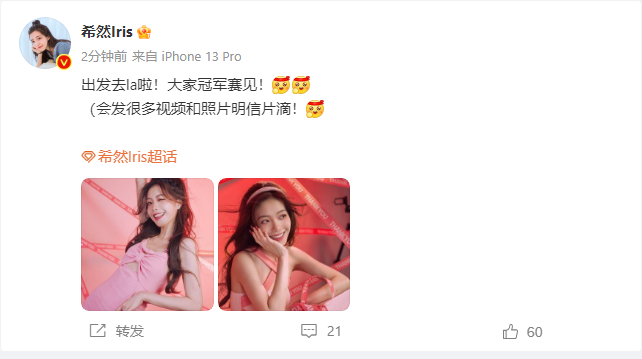 希然Iris
2分钟前 来自 iPhone 13 Pro
出发去la啦！大家冠军赛见！
（会发很多视频和照片明信片滴！
希然Iris超话
转发
21
60